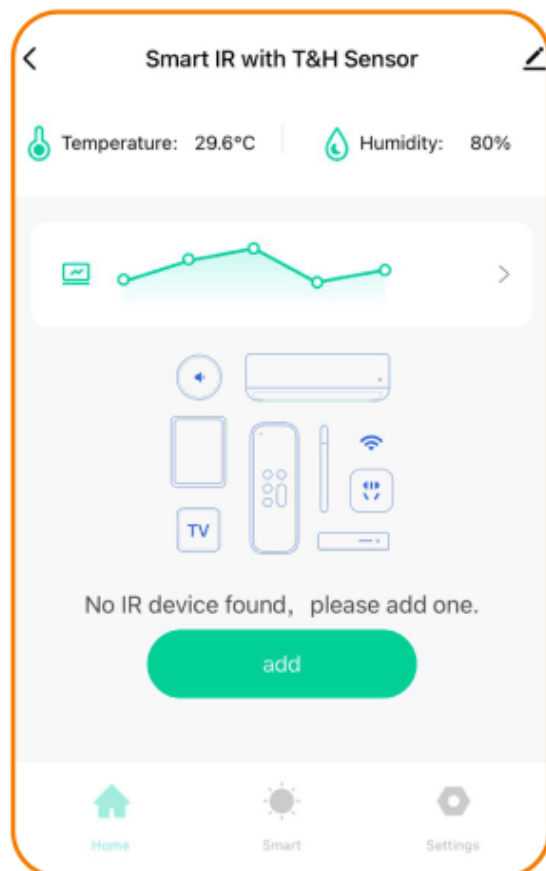 Smart IR with T&H Sensor
Temperature: 29.6°C Humidity: 80%
TV
No IR device found, please add one.
add
Home Smart Settings